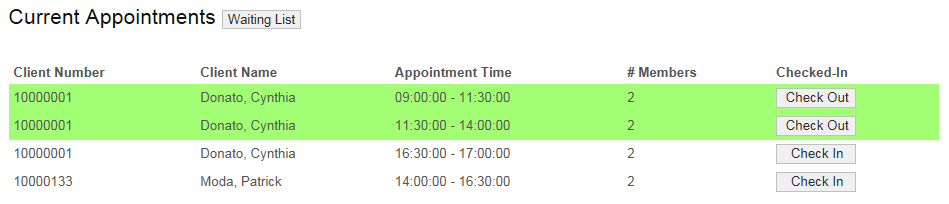 Current Appointments Waiting List
Client Number Client Name Appointment Time # Members Checked-In
10000001 Donato, Cynthia 09:00:00 - 11:30:00 2 Check Out
10000001 Donato, Cynthia 11:30:00 - 14:00:00 2 Check Out
10000001 Donato, Cynthia 16:30:00 - 17:00:00 2 Check In
10000133 Moda, Patrick 14:00:00 - 16:30:00 2 Check In